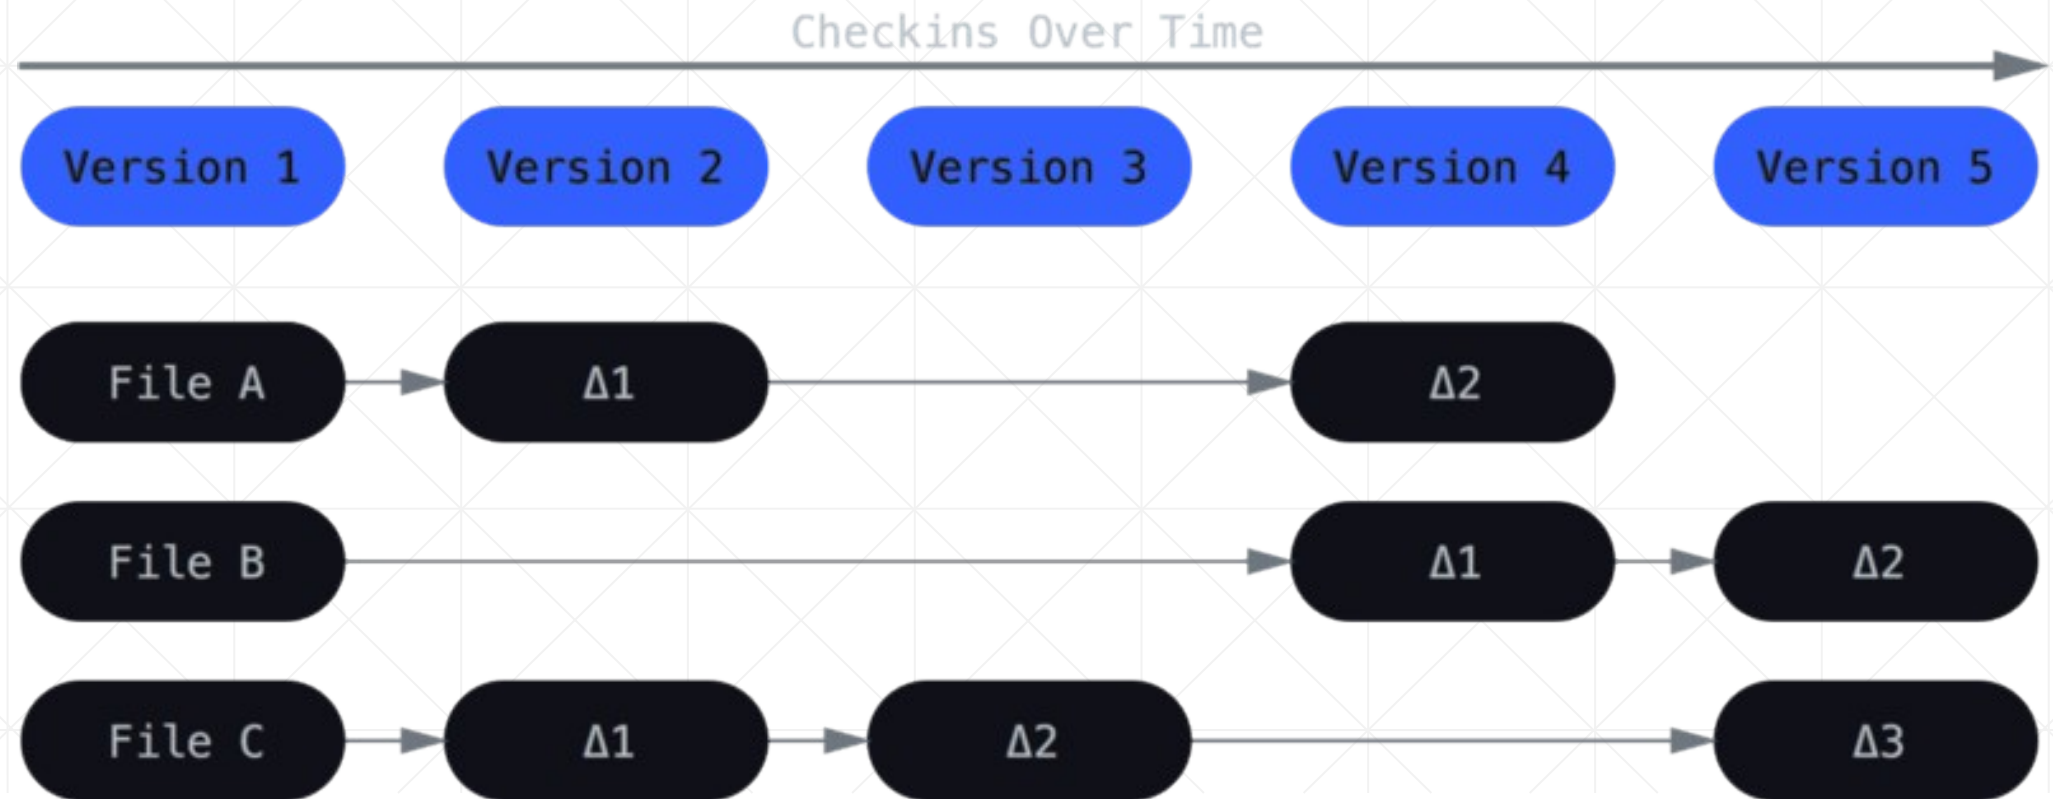 Checkins Over Time
Version 1 Version 2 Version 3 Version 4 Version 5
File A Δ1 Δ2
File B Δ1 Δ2
File C Δ1 Δ2 Δ3